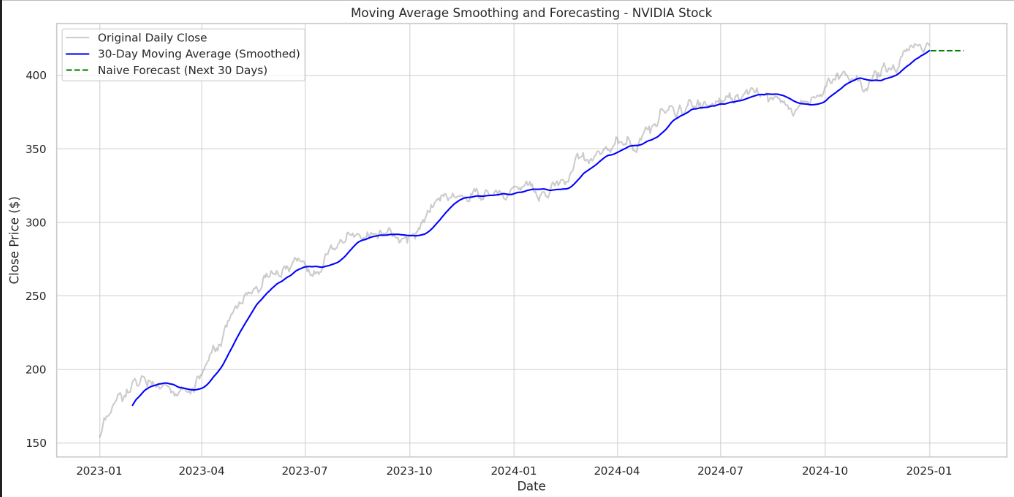 Moving Average Smoothing and Forecasting - NVIDIA Stock
Original Daily Close
30-Day Moving Average (Smoothed)
Naive Forecast (Next 30 Days)
400
350
300
250
200
150
Close Price ($)
2023-01 2023-04 2023-07 2023-10 2024-01 2024-04 2024-07 2024-10 2025-01
Date